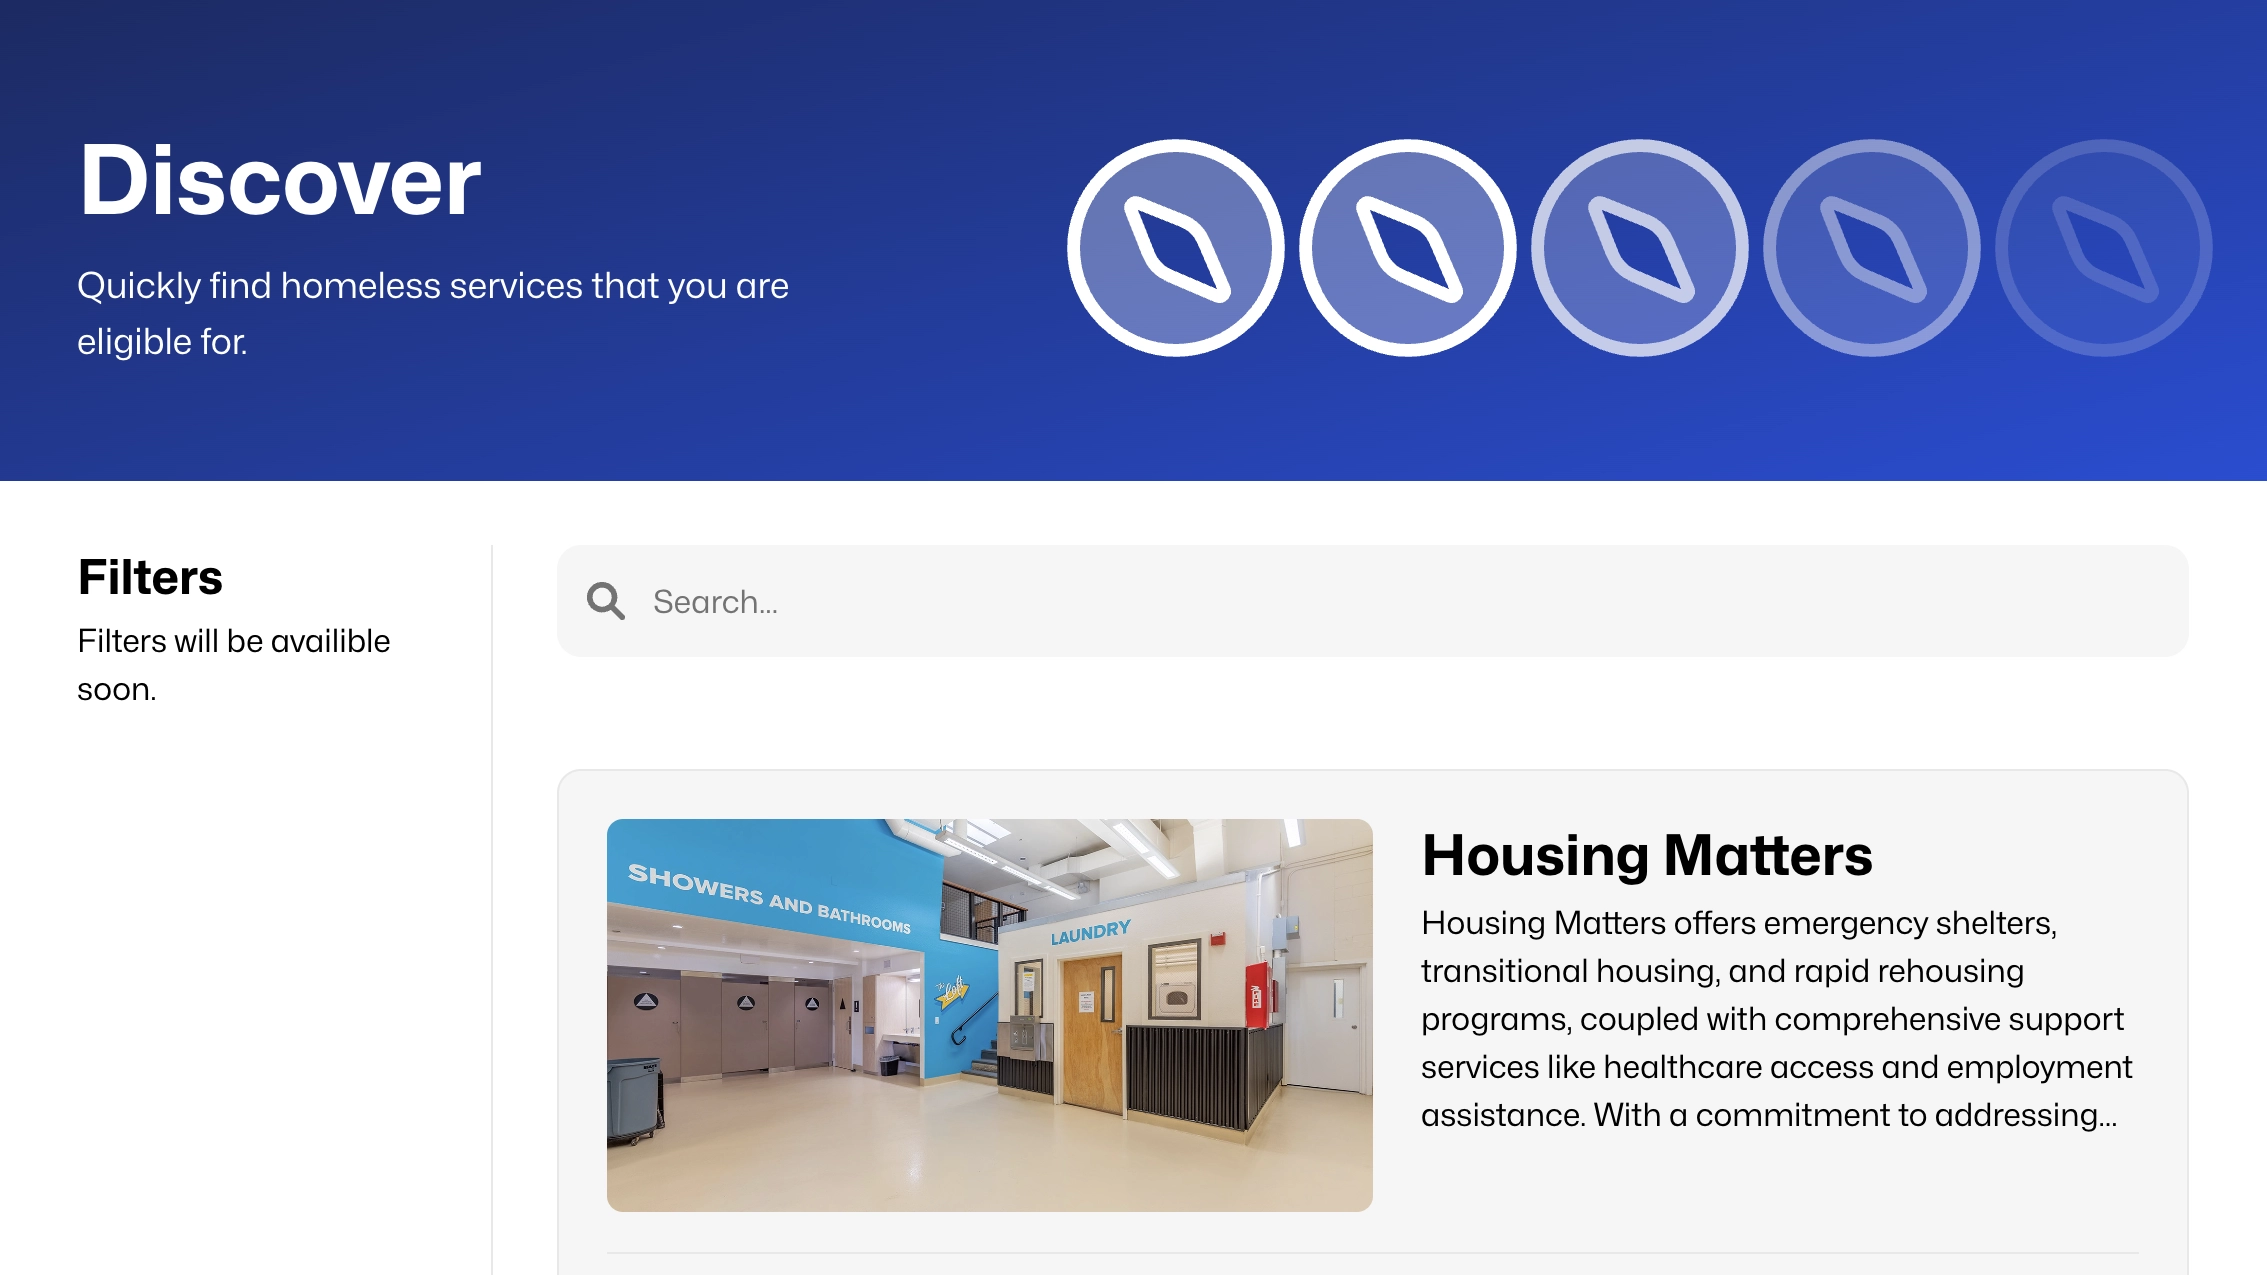 Discover
Quickly find homeless services that you are
eligible for.
Filters
Filters will be availible
soon.
Search...
SHOWERS AND BATHROOMS
LAUNDRY
The Loft
Housing Matters
Housing Matters offers emergency shelters,
transitional housing, and rapid rehousing
programs, coupled with comprehensive support
services like healthcare access and employment
assistance. With a commitment to addressing...